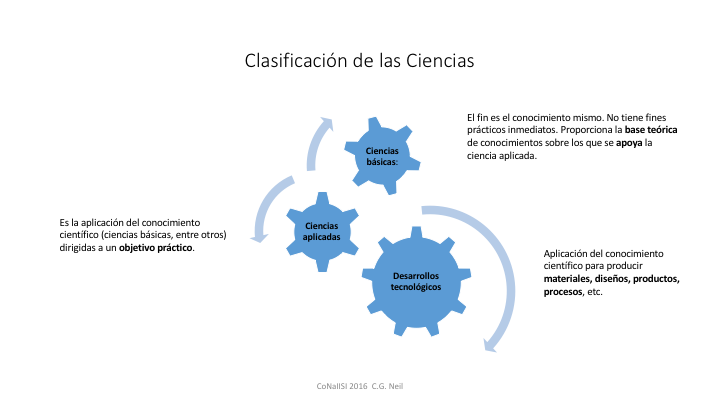 Clasificación de las Ciencias
El fin es el conocimiento mismo. No tiene fines
prácticos inmediatos. Proporciona la base teórica
de conocimientos sobre los que se apoya la
ciencia aplicada.
Ciencias
básicas:
Es la aplicación del conocimiento
científico (ciencias básicas, entre otros)
dirigidas a un objetivo práctico.
Ciencias
aplicadas
Desarrollos
tecnológicos
Aplicación del conocimiento
científico para producir
materiales, diseños, productos,
procesos, etc.
CoNaIISI 2016 C.G. Neil